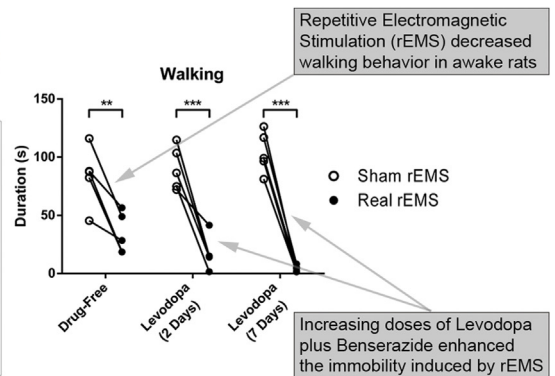 Repetitive Electromagnetic
Stimulation (rEMS) decreased
walking behavior in awake rats
Walking
** *** ***
150
100
50
0
Duration (s)
Sham rEMS
Real rEMS
Drug-Free
Levodopa
(2 Days)
Levodopa
(7 Days)
Increasing doses of Levodopa
plus Benserazide enhanced
the immobility induced by rEMS